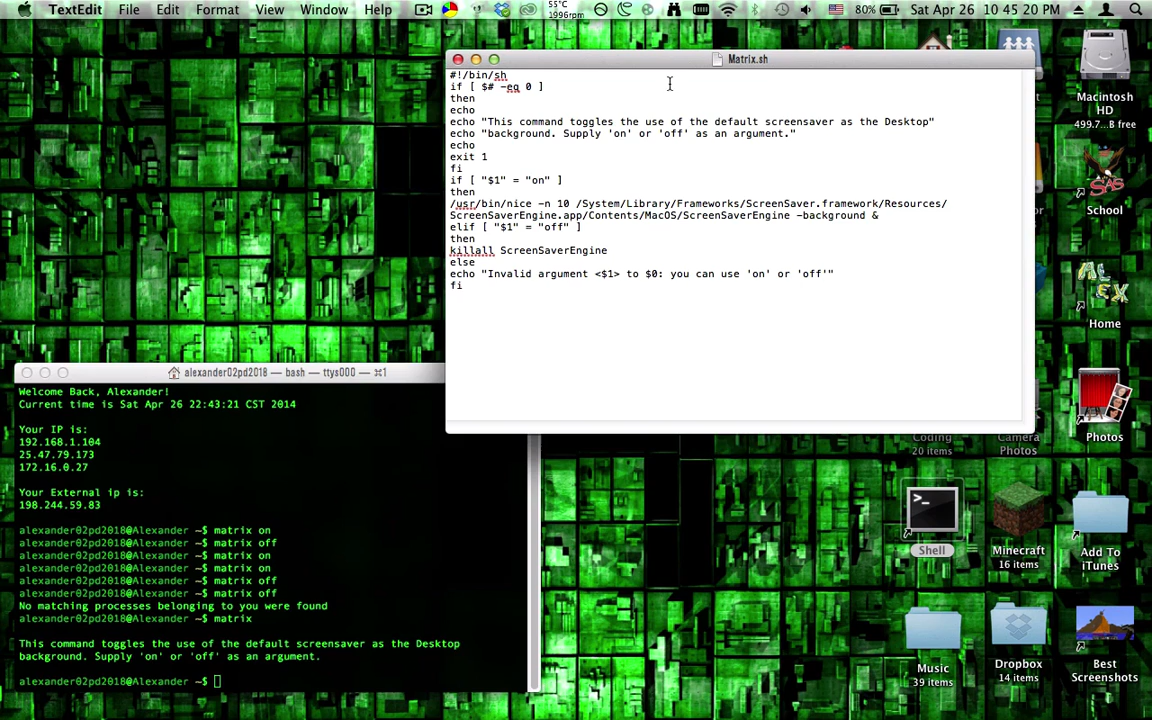 TextEdit File Edit Format View Window Help
55°C
1996rpm
80%
Sat Apr 26 10:45:20 PM
Matrix.sh
#!/bin/sh
if [ $# -eq 0 ]
then
echo
echo "This command toggles the use of the default screensaver as the Desktop"
echo "background. Supply 'on' or 'off' as an argument."
echo
exit 1
fi
if [ "$1" = "on" ]
then
/usr/bin/nice -n 10 /System/Library/Frameworks/ScreenSaver.framework/Resources/
ScreenSaverEngine.app/Contents/MacOS/ScreenSaverEngine -background &
elif [ "$1" = "off" ]
then
killall ScreenSaverEngine
else
echo "Invalid argument <$1> to $0: you can use 'on' or 'off'"
fi
alexander02pd2018 — bash — ttys000 — ⌘1
Welcome Back, Alexander!
Current time is Sat Apr 26 22:43:21 CST 2014
Your IP is:
192.168.1.104
25.47.79.173
172.16.0.27
Your External ip is:
198.244.59.83
alexander02pd2018@Alexander ~$ matrix on
alexander02pd2018@Alexander ~$ matrix off
alexander02pd2018@Alexander ~$ matrix on
alexander02pd2018@Alexander ~$ matrix on
alexander02pd2018@Alexander ~$ matrix off
alexander02pd2018@Alexander ~$ matrix off
No matching processes belonging to you were found
alexander02pd2018@Alexander ~$ matrix
This command toggles the use of the default screensaver as the Desktop
background. Supply 'on' or 'off' as an argument.
alexander02pd2018@Alexander ~$
Macintosh
HD
499.7...B free
SAS
School
ALEX
Home
Photos
Coding
20 items
Camera
Photos
>_
Shell
Minecraft
16 items
Add To
iTunes
Music
39 items
Dropbox
14 items
Best
Screenshots